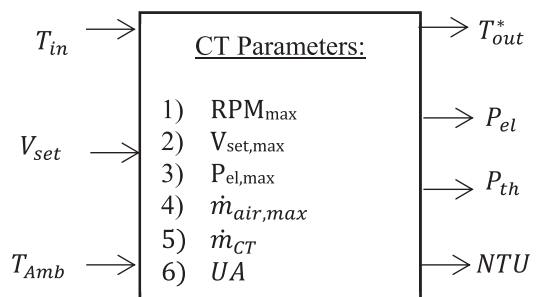 T_in
V_set
T_Amb
CT Parameters:
1) RPM_max
2) V_set,max
3) P_el,max
4) ṁ_air,max
5) ṁ_CT
6) UA
T*_out
P_el
P_th
NTU